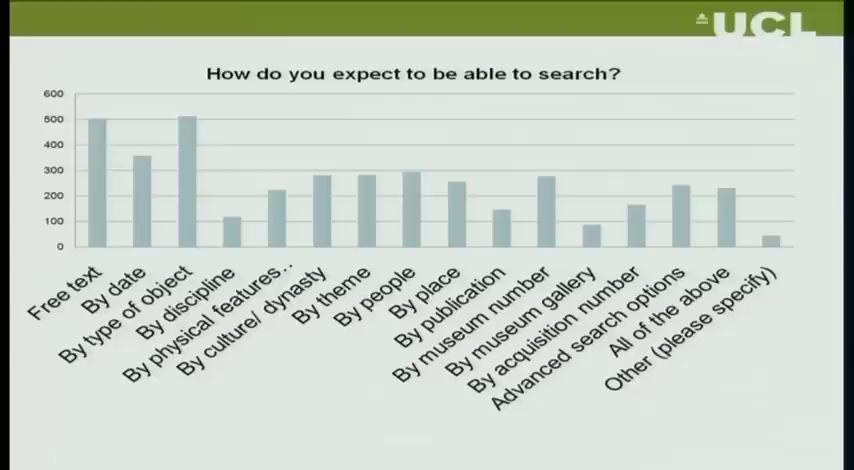 UCL
How do you expect to be able to search?
600
500
400
300
200
100
0
Free text
By date
By type of object
By discipline
By physical features...
By culture/ dynasty
By theme
By people
By place
By publication
By museum number
By museum gallery
By acquisition number
Advanced search options
All of the above
Other (please specify)